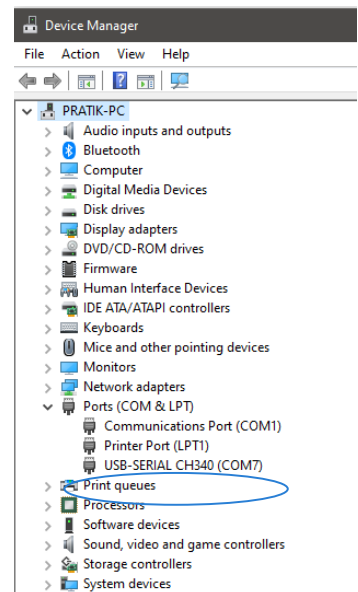 Device Manager
File Action View Help
PRATIK-PC
Audio inputs and outputs
Bluetooth
Computer
Digital Media Devices
Disk drives
Display adapters
DVD/CD-ROM drives
Firmware
Human Interface Devices
IDE ATA/ATAPI controllers
Keyboards
Mice and other pointing devices
Monitors
Network adapters
Ports (COM & LPT)
Communications Port (COM1)
Printer Port (LPT1)
USB-SERIAL CH340 (COM7)
Print queues
Processors
Software devices
Sound, video and game controllers
Storage controllers
System devices